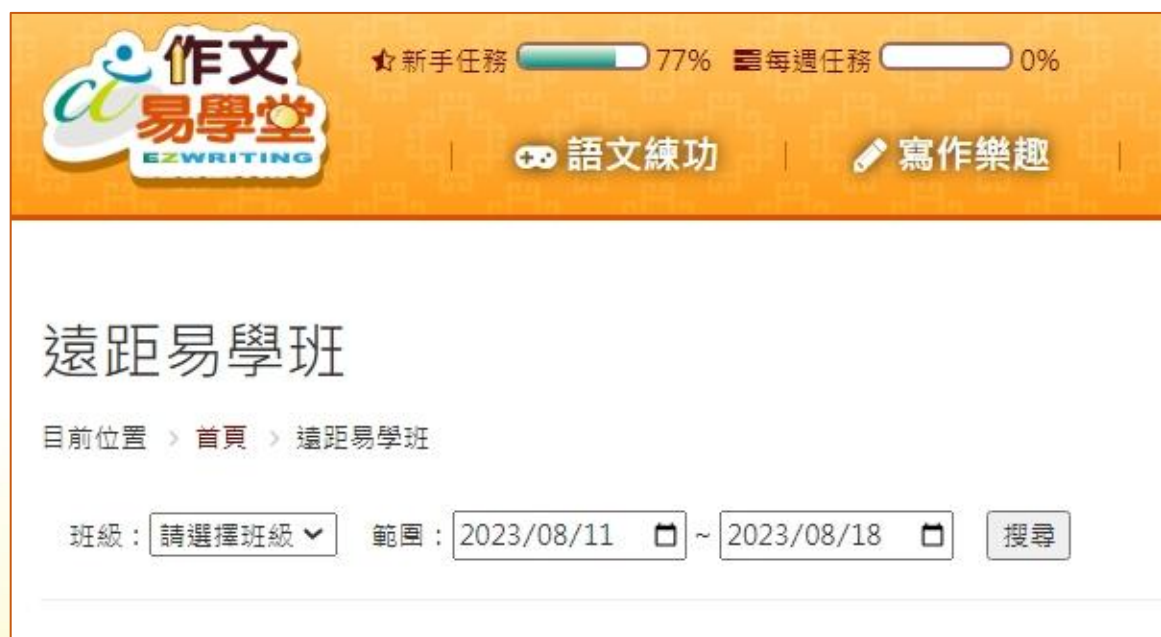 作文
易學堂
EZWRITING
新手任務 77% 每週任務 0%
語文練功 寫作樂趣
遠距易學班
目前位置 > 首頁 > 遠距易學班
班級：請選擇班級 範圍：2023/08/11 ~ 2023/08/18 搜尋